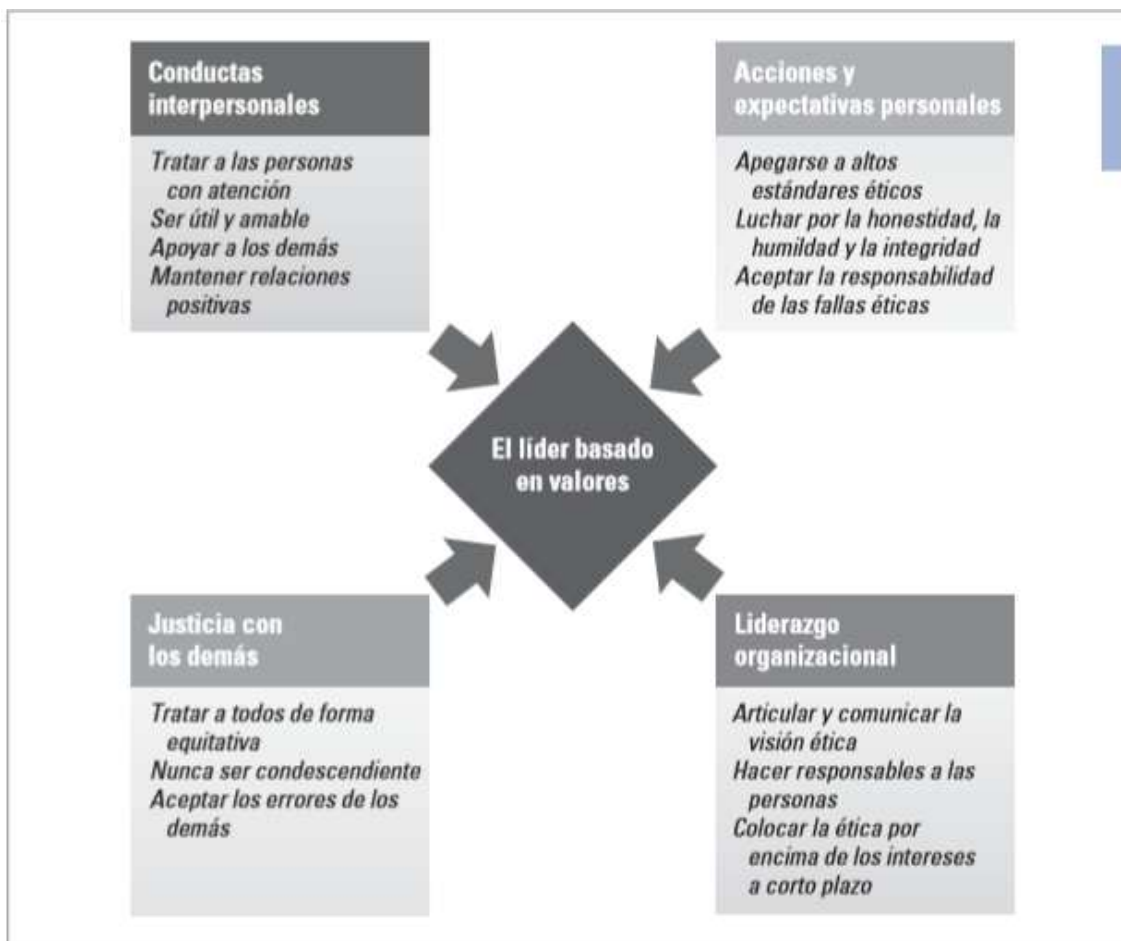 Conductas
interpersonales
Tratar a las personas
con atención
Ser útil y amable
Apoyar a los demás
Mantener relaciones
positivas
Acciones y
expectativas personales
Apegarse a altos
estándares éticos
Luchar por la honestidad, la
humildad y la integridad
Aceptar la responsabilidad
de las fallas éticas
El líder basado
en valores
Justicia con
los demás
Tratar a todos de forma
equitativa
Nunca ser condescendiente
Aceptar los errores de los
demás
Liderazgo
organizacional
Articular y comunicar la
visión ética
Hacer responsables a las
personas
Colocar la ética por
encima de los intereses
a corto plazo